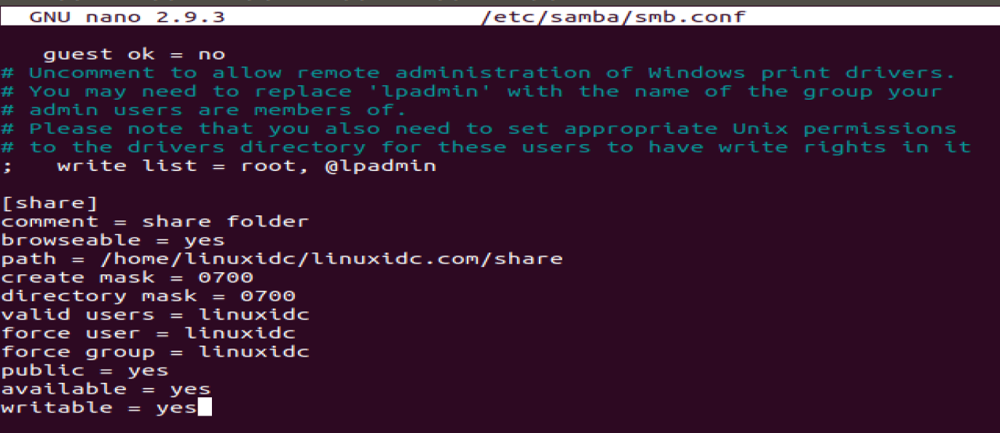 GNU nano 2.9.3 /etc/samba/smb.conf
guest ok = no
# Uncomment to allow remote administration of Windows print drivers.
# You may need to replace 'lpadmin' with the name of the group your
# admin users are members of.
# Please note that you also need to set appropriate Unix permissions
# to the drivers directory for these users to have write rights in it
;   write list = root, @lpadmin
[share]
comment = share folder
browseable = yes
path = /home/linuxidc/linuxidc.com/share
create mask = 0700
directory mask = 0700
valid users = linuxidc
force user = linuxidc
force group = linuxidc
public = yes
available = yes
writable = yes